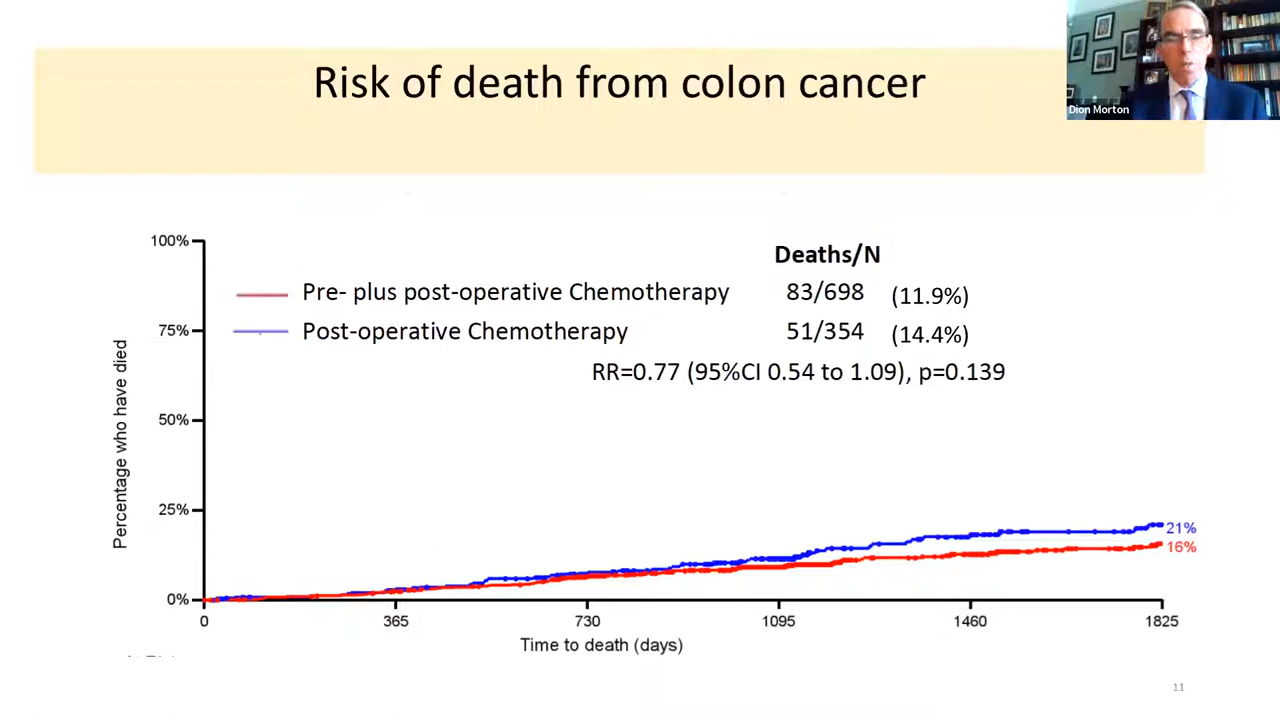 Risk of death from colon cancer
Dion Morton
Deaths/N
Pre- plus post-operative Chemotherapy 83/698 (11.9%)
Post-operative Chemotherapy 51/354 (14.4%)
RR=0.77 (95%CI 0.54 to 1.09), p=0.139
Percentage who have died
100%
75%
50%
25%
0%
21%
16%
0 365 730 1095 1460 1825
Time to death (days)
11